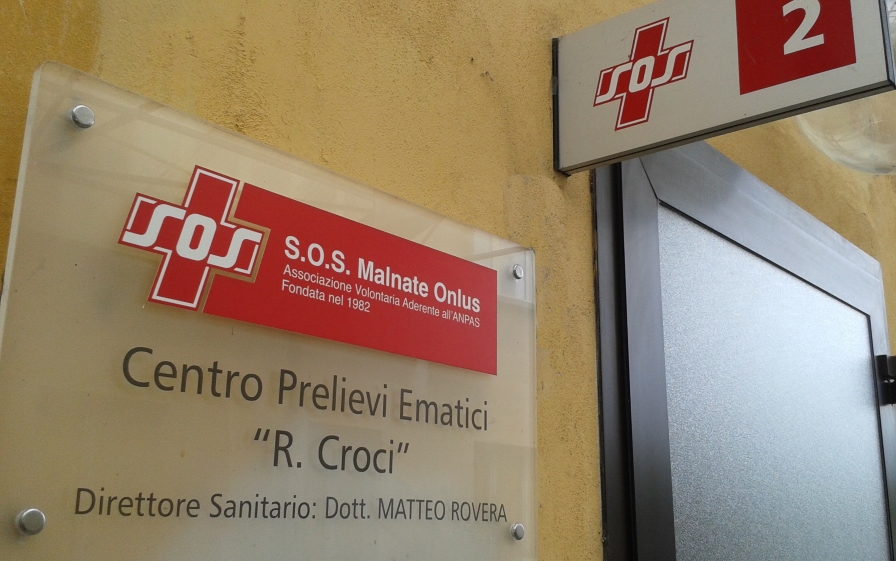 SOS
2
SOS
S.O.S. Malnate Onlus
Associazione Volontaria Aderente all'ANPAS
Fondata nel 1982
Centro Prelievi Ematici
“R. Croci”
Direttore Sanitario: Dott. MATTEO ROVERA